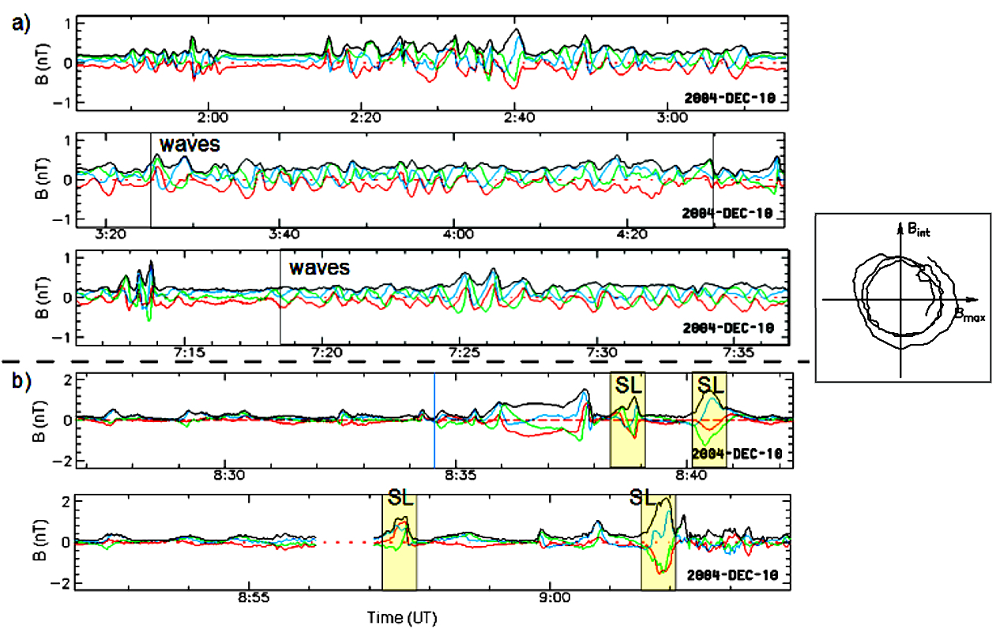 a)
1
0
−1
B (nT)
2004-DEC-10
2:00 2:20 2:40 3:00
waves
1
0
−1
B (nT)
2004-DEC-10
3:20 3:40 4:00 4:20
waves
1
0
−1
B (nT)
2004-DEC-10
7:15 7:20 7:25 7:30 7:35
B_int
B_max
b)
SL SL
2
0
−2
B (nT)
2004-DEC-10
8:30 8:35 8:40
SL SL
2
0
−2
B (nT)
2004-DEC-10
8:55 9:00
Time (UT)